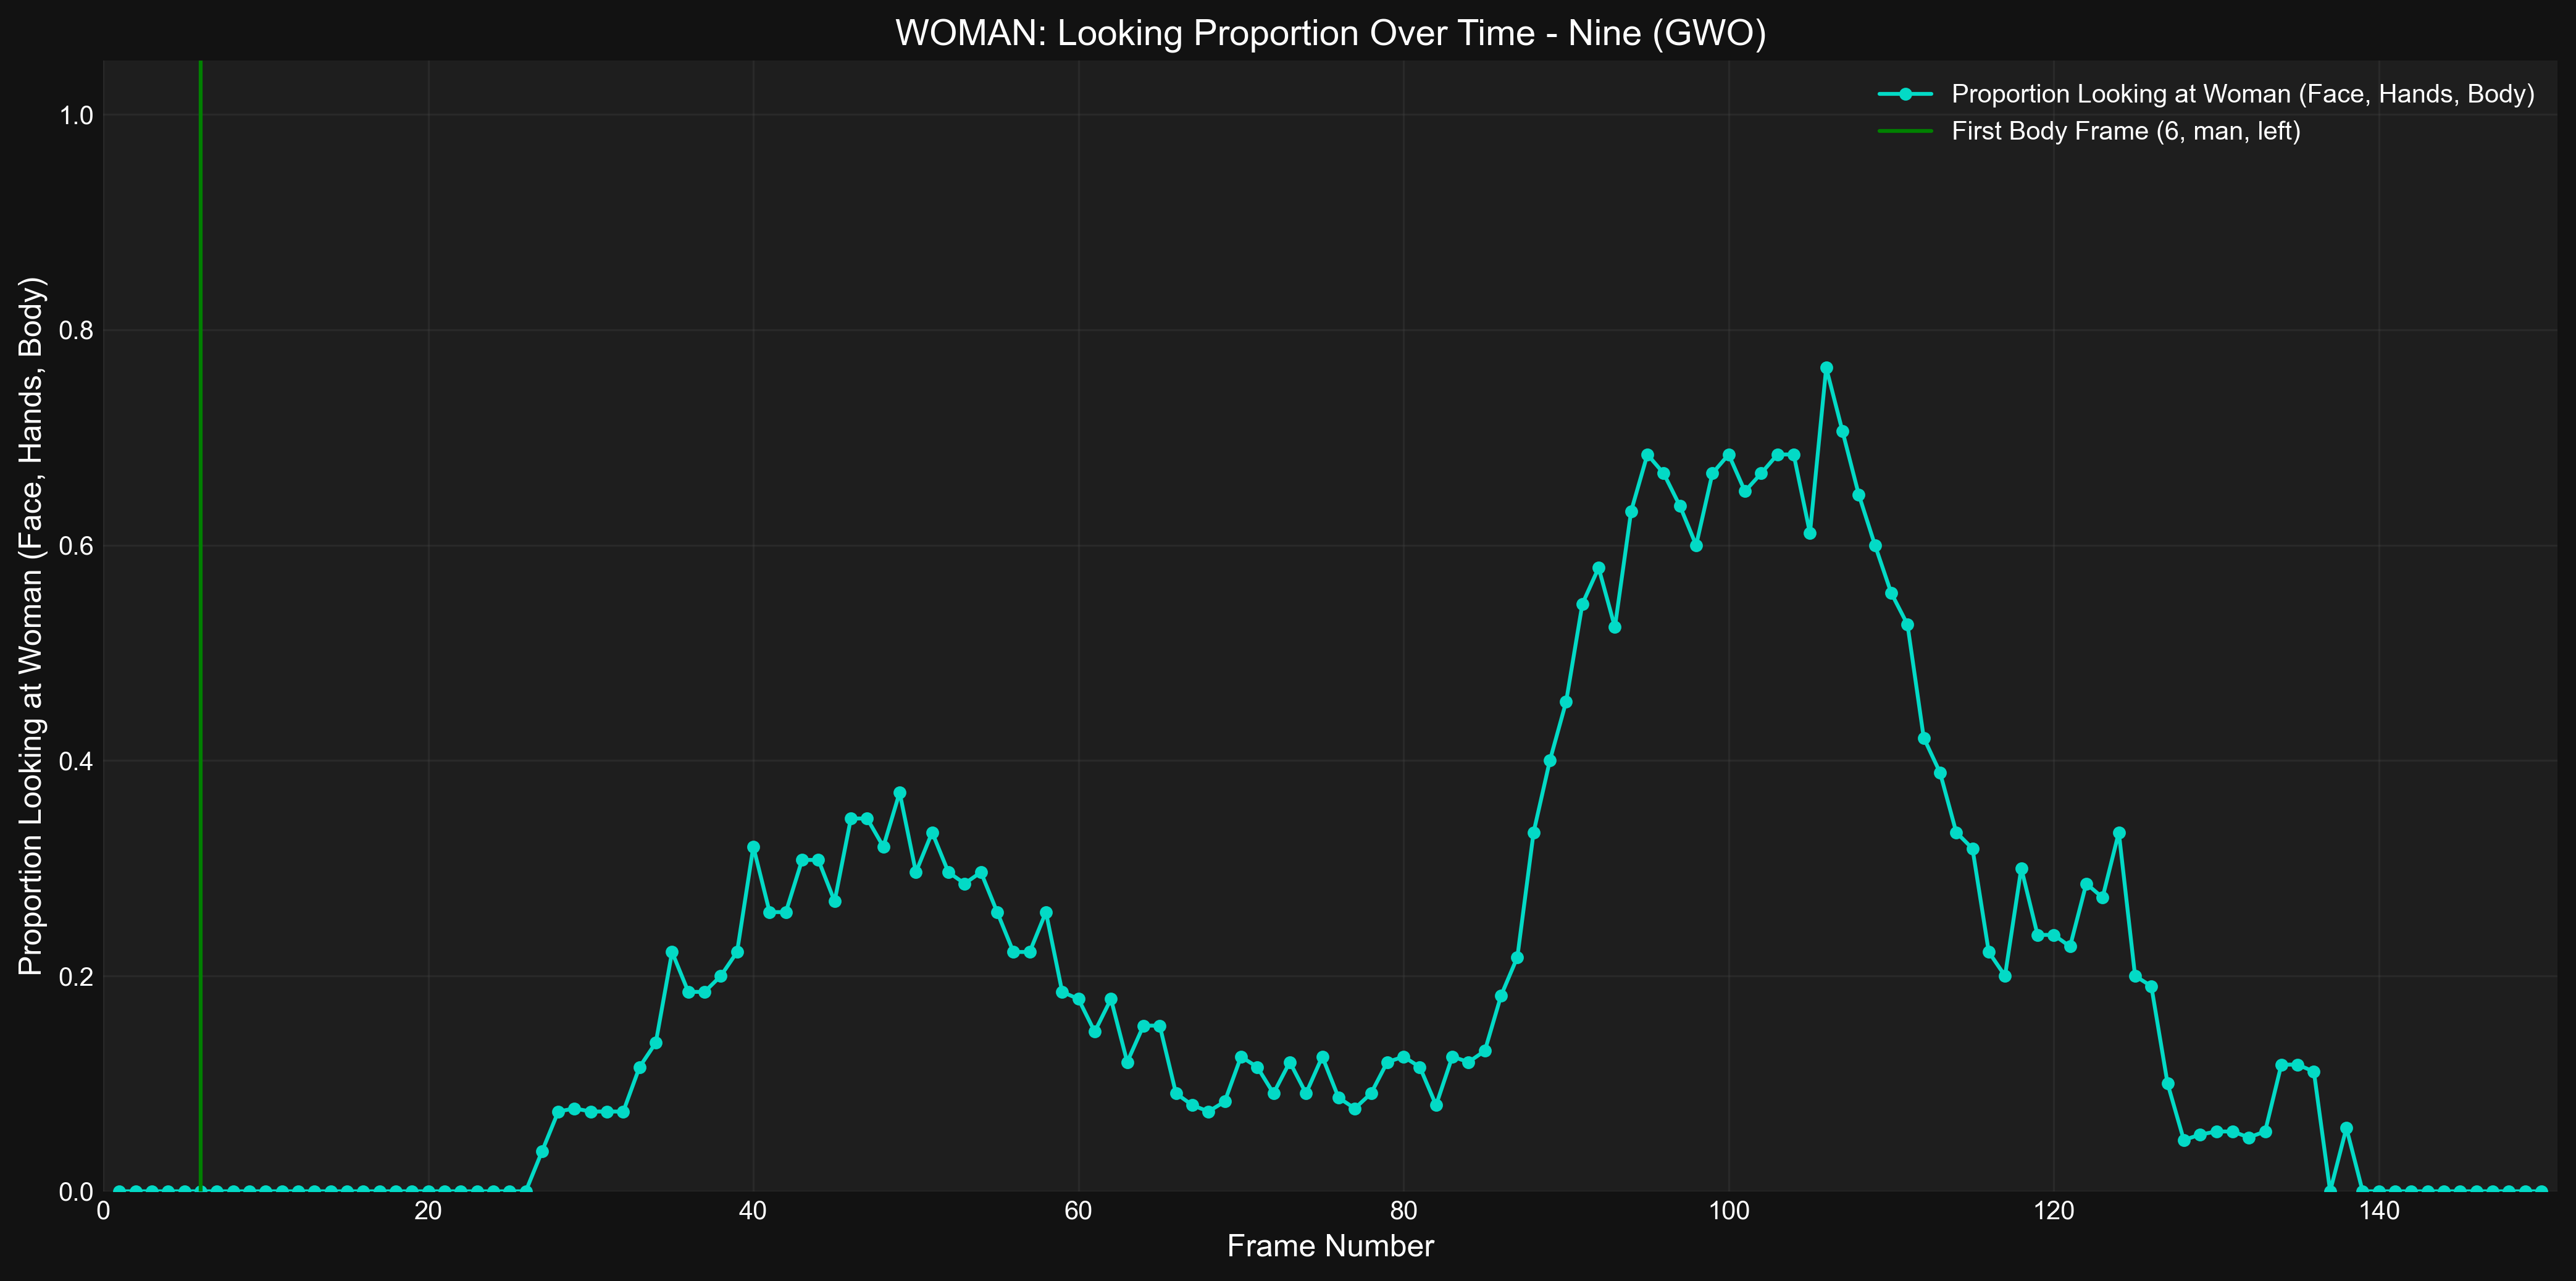 WOMAN: Looking Proportion Over Time - Nine (GWO)
Proportion Looking at Woman (Face, Hands, Body)
First Body Frame (6, man, left)
Proportion Looking at Woman (Face, Hands, Body)
1.0
0.8
0.6
0.4
0.2
0.0
0 20 40 60 80 100 120 140
Frame Number